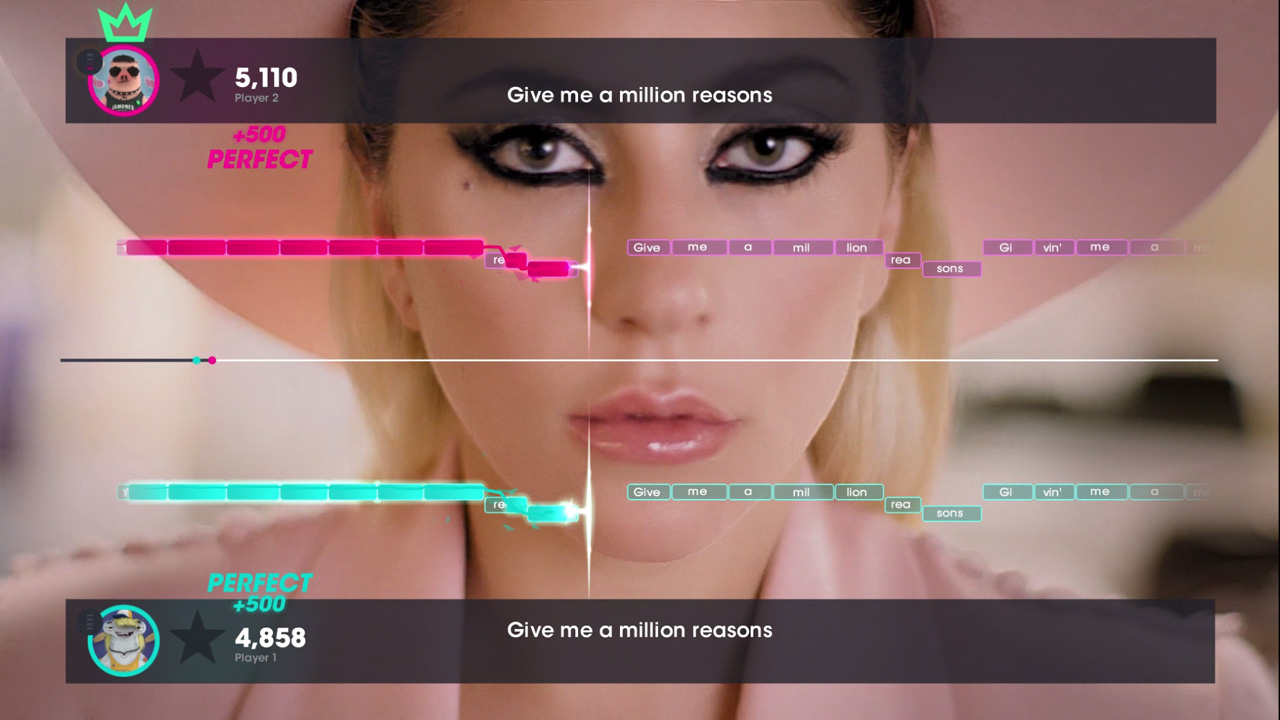 5,110
Player 2
Give me a million reasons
+500
PERFECT
Give me a mil lion Gi vin' me a
re rea sons
Give me a mil lion Gi vin' me a
re rea sons
PERFECT
+500
4,858
Player 1
Give me a million reasons